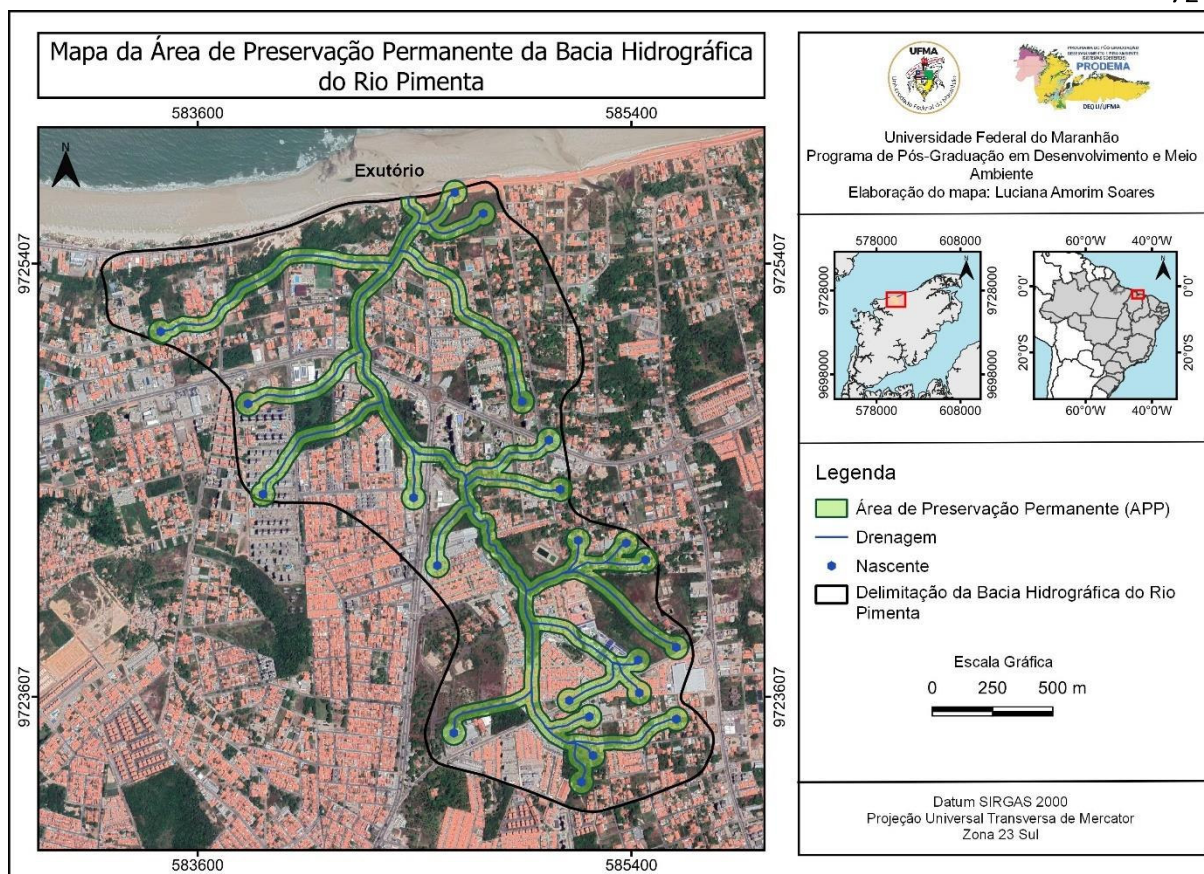 Mapa da Área de Preservação Permanente da Bacia Hidrográfica
do Rio Pimenta
583600
585400
N
Exutório
9725407
9725407
9723607
9723607
583600
585400
UFMA
Universidade Federal do Maranhão
PRODEMA
Universidade Federal do Maranhão
Programa de Pós-Graduação em Desenvolvimento e Meio
Ambiente
Elaboração do mapa: Luciana Amorim Soares
578000
608000
N
9728000
9728000
9698000
9698000
578000
608000
60°0'W
40°0'W
N
0°0'
0°0'
20°0'S
20°0'S
60°0'W
40°0'W
Legenda
Área de Preservação Permanente (APP)
Drenagem
Nascente
Delimitação da Bacia Hidrográfica do Rio
Pimenta
Escala Gráfica
0 250 500 m
Datum SIRGAS 2000
Projeção Universal Transversa de Mercator
Zona 23 Sul